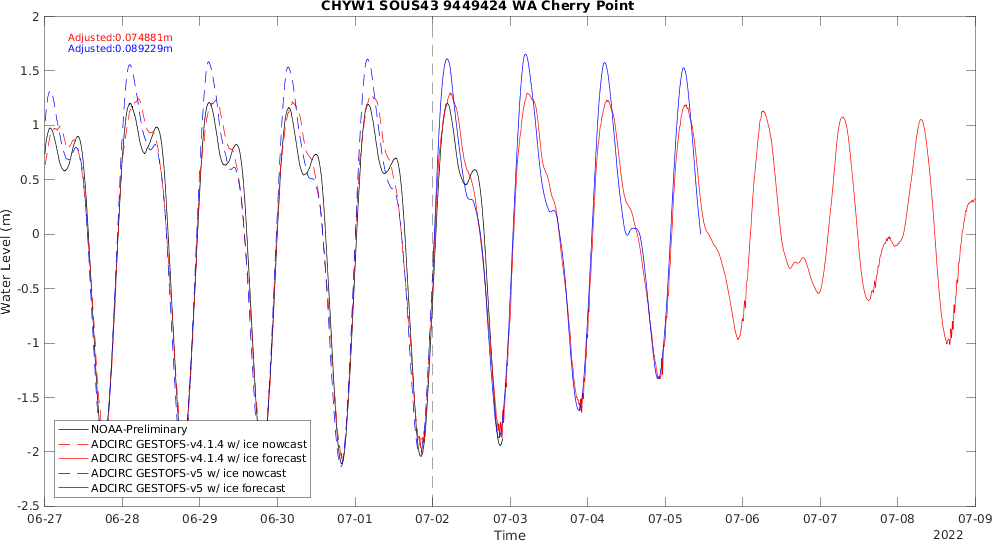 CHYW1 SOUS43 9449424 WA Cherry Point
2
Adjusted:0.074881m
Adjusted:0.089229m
1.5
1
0.5
0
-0.5
-1
-1.5
-2
-2.5
Water Level (m)
NOAA-Preliminary
ADCIRC GESTOFS-v4.1.4 w/ ice nowcast
ADCIRC GESTOFS-v4.1.4 w/ ice forecast
ADCIRC GESTOFS-v5 w/ ice nowcast
ADCIRC GESTOFS-v5 w/ ice forecast
06-27 06-28 06-29 06-30 07-01 07-02 07-03 07-04 07-05 07-06 07-07 07-08 07-09
Time
2022